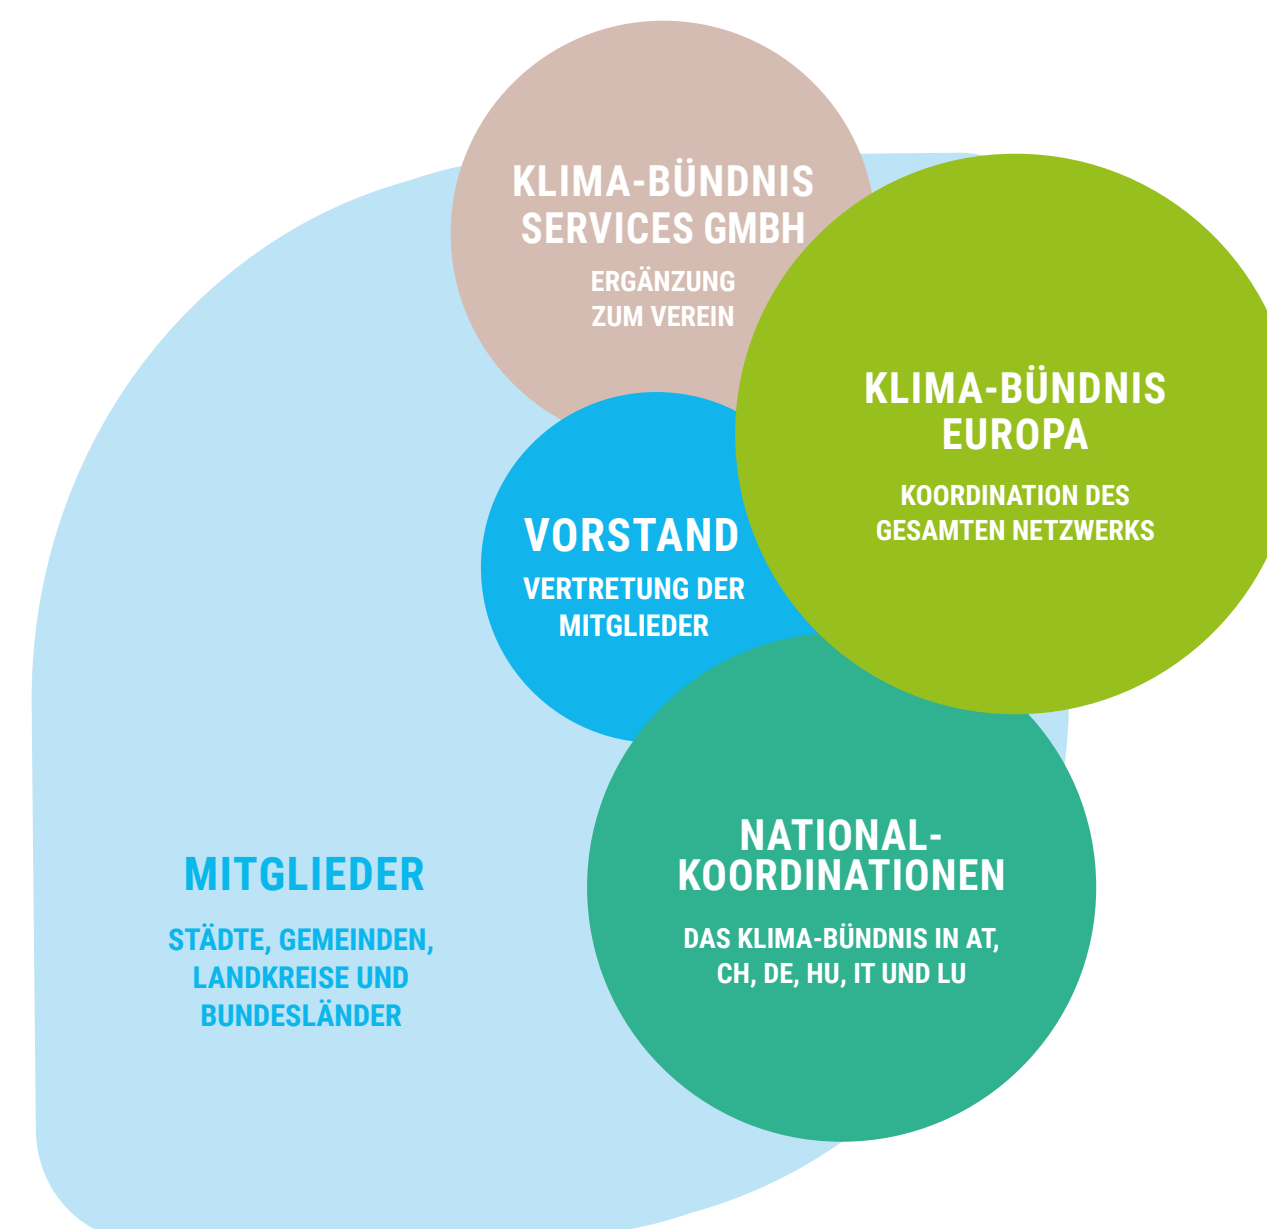 KLIMA-BÜNDNIS
SERVICES GMBH
ERGÄNZUNG
ZUM VEREIN
KLIMA-BÜNDNIS
EUROPA
KOORDINATION DES
GESAMTEN NETZWERKS
VORSTAND
VERTRETUNG DER
MITGLIEDER
NATIONAL-
KOORDINATIONEN
DAS KLIMA-BÜNDNIS IN AT,
CH, DE, HU, IT UND LU
MITGLIEDER
STÄDTE, GEMEINDEN,
LANDKREISE UND
BUNDESLÄNDER